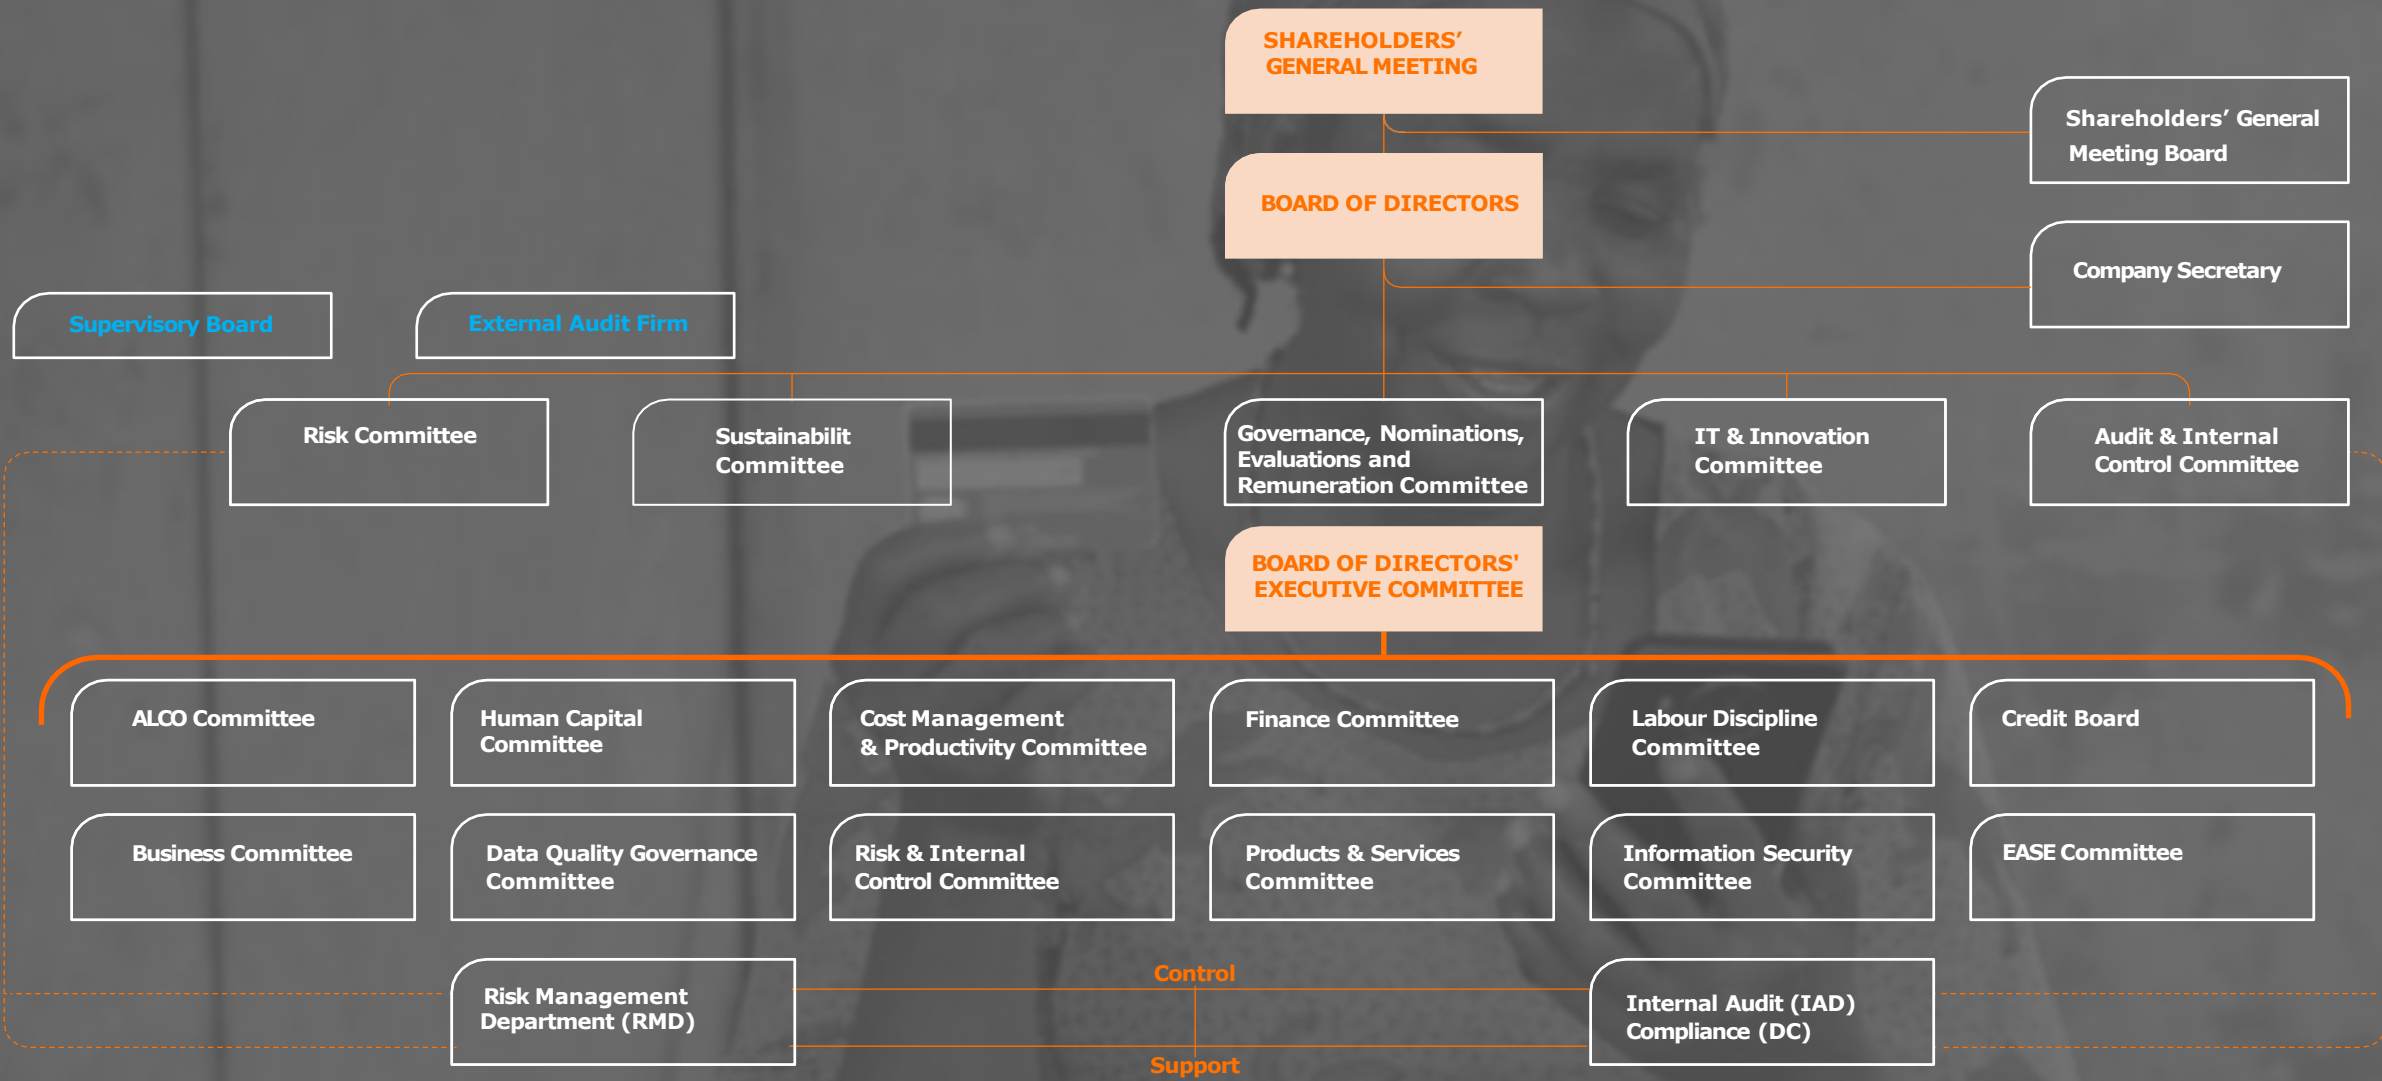 SHAREHOLDERS’
GENERAL MEETING
Shareholders’ General
Meeting Board
BOARD OF DIRECTORS
Company Secretary
Supervisory Board
External Audit Firm
Risk Committee
Sustainabilit
Committee
Governance, Nominations,
Evaluations and
Remuneration Committee
IT & Innovation
Committee
Audit & Internal
Control Committee
BOARD OF DIRECTORS'
EXECUTIVE COMMITTEE
ALCO Committee
Human Capital
Committee
Cost Management
& Productivity Committee
Finance Committee
Labour Discipline
Committee
Credit Board
Business Committee
Data Quality Governance
Committee
Risk & Internal
Control Committee
Products & Services
Committee
Information Security
Committee
EASE Committee
Risk Management
Department (RMD)
Control
Support
Internal Audit (IAD)
Compliance (DC)